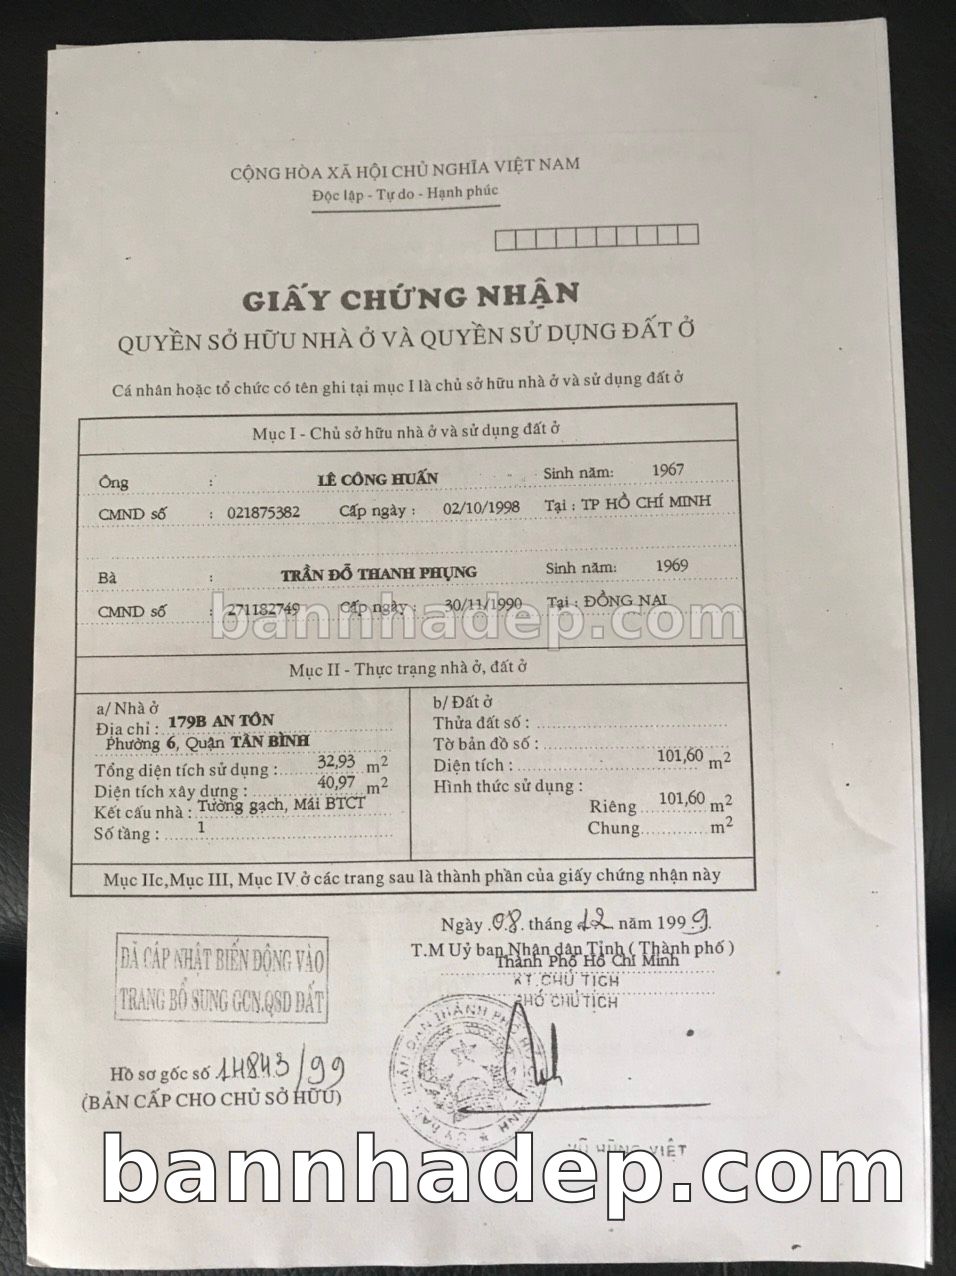 CỘNG HÒA XÃ HỘI CHỦ NGHĨA VIỆT NAM
Độc lập - Tự do - Hạnh phúc
GIẤY CHỨNG NHẬN
QUYỀN SỞ HỮU NHÀ Ở VÀ QUYỀN SỬ DỤNG ĐẤT Ở
Cá nhân hoặc tổ chức có tên ghi tại mục I là chủ sở hữu nhà ở và sử dụng đất ở
Mục I - Chủ sở hữu nhà ở và sử dụng đất ở
Ông : LÊ CÔNG HUẤN Sinh năm: 1967
CMND số : 021875382 Cấp ngày : 02/10/1998 Tại : TP HỒ CHÍ MINH
Bà : TRẦN ĐỖ THANH PHỤNG Sinh năm: 1969
CMND số : 271182749 Cấp ngày : 30/11/1990 Tại : ĐỒNG NAI
bannhadep.com
Mục II - Thực trạng nhà ở, đất ở
a/ Nhà ở
Địa chỉ : 179B AN TÔN
Phường 6, Quận TÂN BÌNH
Tổng diện tích sử dụng : 32,93 m2
Diện tích xây dựng : 40,97 m2
Kết cấu nhà : Tường gạch, Mái BTCT
Số tầng : 1
b/ Đất ở
Thửa đất số :
Tờ bản đồ số :
Diện tích : 101,60 m2
Hình thức sử dụng :
Riêng 101,60 m2
Chung m2
Mục IIc,Mục III, Mục IV ở các trang sau là thành phần của giấy chứng nhận này
Ngày 08 tháng 12 năm 1999.
T.M Uỷ ban Nhân dân Tỉnh ( Thành phố )
Thành Phố Hồ Chí Minh
KT.CHỦ TỊCH
PHÓ CHỦ TỊCH
ĐÃ CẬP NHẬT BIẾN ĐỘNG VÀO
TRANG BỔ SUNG GCN.QSD ĐẤT
Hồ sơ gốc số 14843/99
(BẢN CẤP CHO CHỦ SỞ HỮU)
VŨ HÙNG VIỆT
bannhadep.com